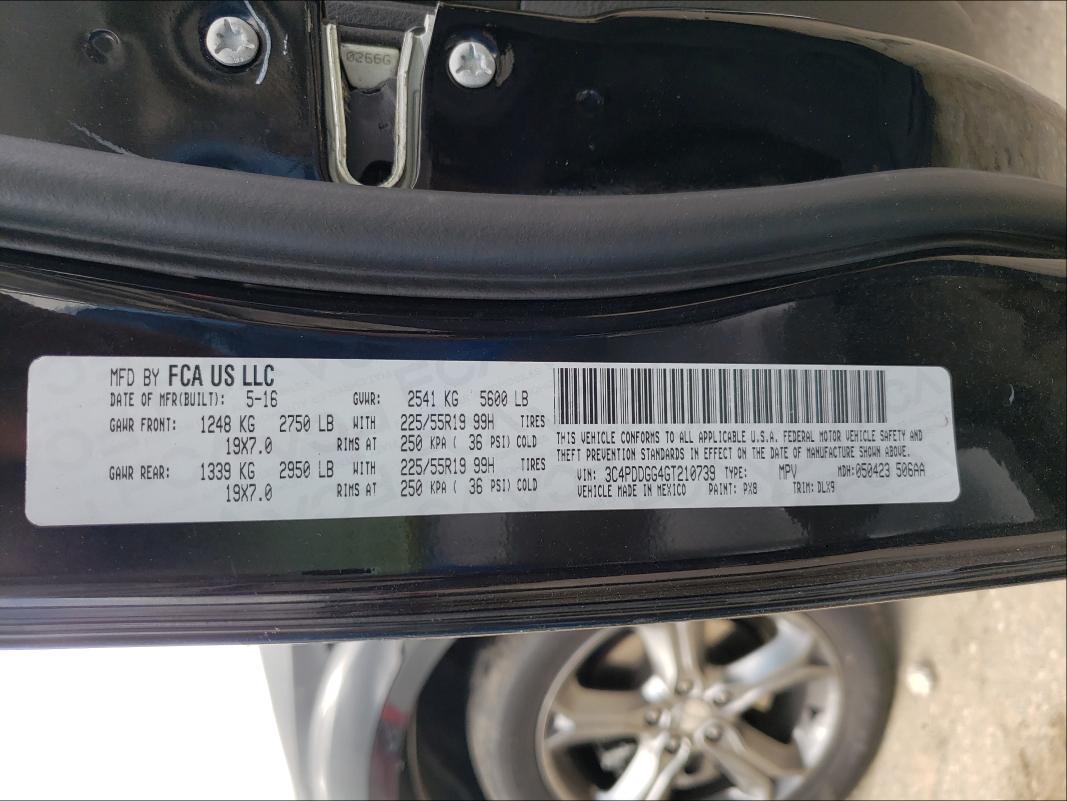 0266G
MFD BY FCA US LLC
DATE OF MFR(BUILT): 5-16 GVWR: 2541 KG 5600 LB
GAWR FRONT: 1248 KG 2750 LB WITH 225/55R19 99H TIRES
19X7.0 RIMS AT 250 KPA ( 36 PSI) COLD
GAWR REAR: 1339 KG 2950 LB WITH 225/55R19 99H TIRES
19X7.0 RIMS AT 250 KPA ( 36 PSI) COLD
THIS VEHICLE CONFORMS TO ALL APPLICABLE U.S.A. FEDERAL MOTOR VEHICLE SAFETY AND
THEFT PREVENTION STANDARDS IN EFFECT ON THE DATE OF MANUFACTURE SHOWN ABOVE.
VIN: 3C4PDDGG4GT210739 TYPE: MPV MDH: 050423 506AA
VEHICLE MADE IN MEXICO PAINT: PX8 TRIM: DLX9